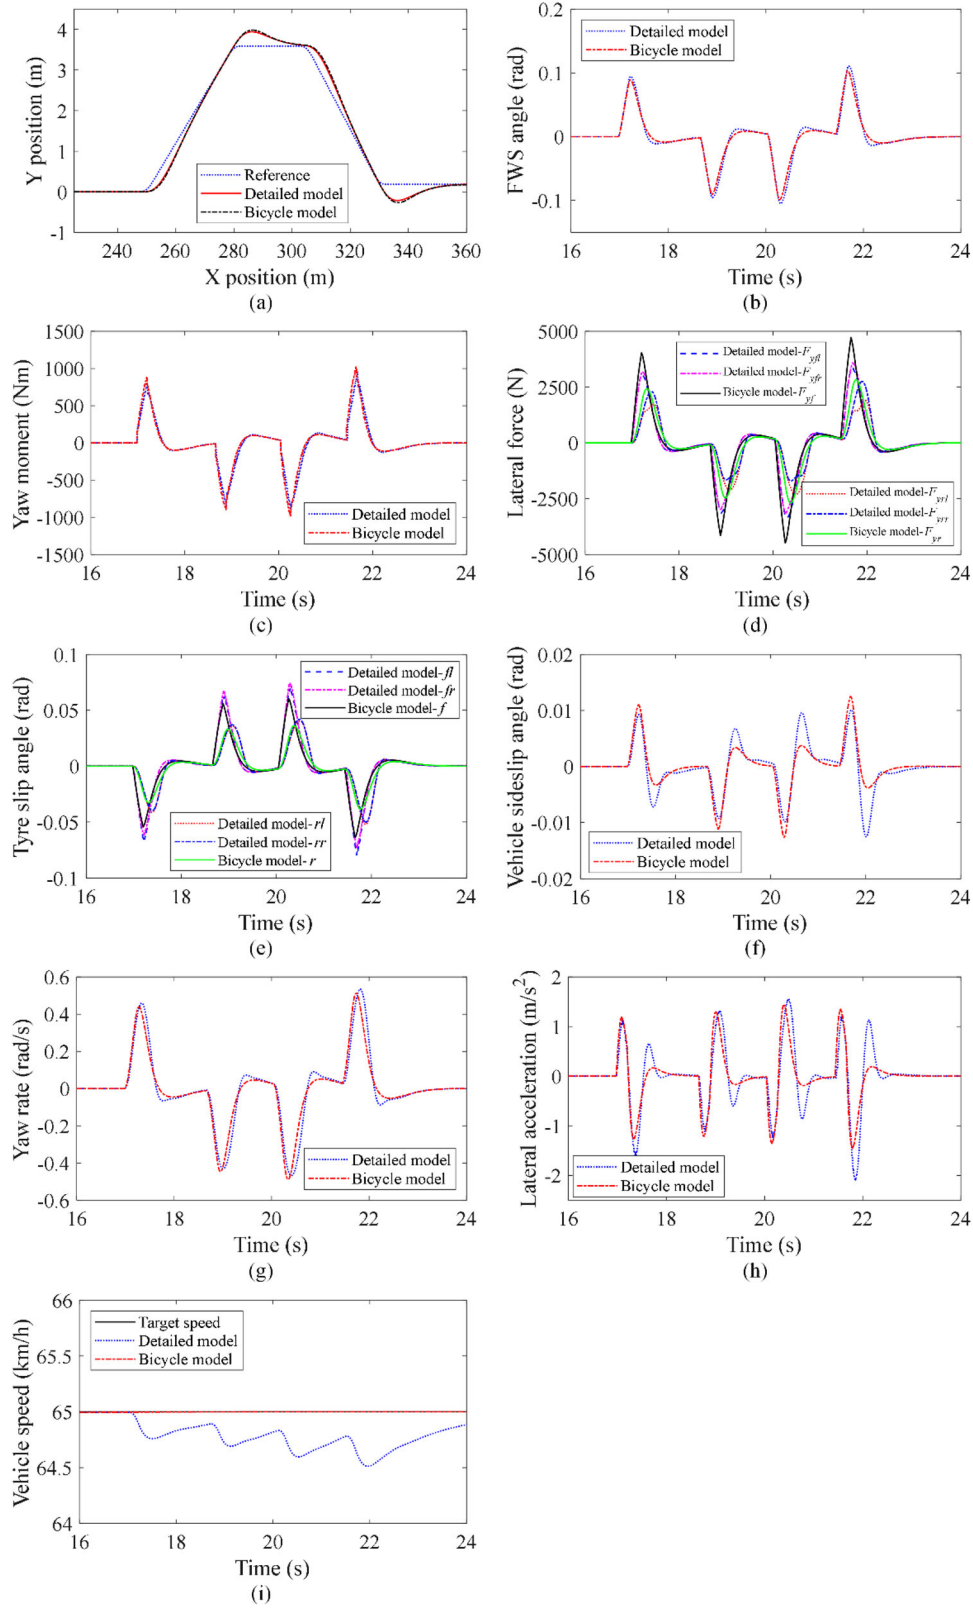 4
3
2
1
0
-1
Y position (m)
Reference
Detailed model
Bicycle model
240 260 280 300 320 340 360
X position (m)
(a)
0.2
0.1
0
-0.1
FWS angle (rad)
Detailed model
Bicycle model
16 18 20 22 24
Time (s)
(b)
1500
1000
500
0
-500
-1000
-1500
Yaw moment (Nm)
Detailed model
Bicycle model
16 18 20 22 24
Time (s)
(c)
5000
2500
0
-2500
-5000
Lateral force (N)
Detailed model-F_yfl
Detailed model-F_yfr
Bicycle model-F_yf
Detailed model-F_yrl
Detailed model-F_yrr
Bicycle model-F_yr
16 18 20 22 24
Time (s)
(d)
0.1
0.05
0
-0.05
-0.1
Tyre slip angle (rad)
Detailed model-fl
Detailed model-fr
Bicycle model-f
Detailed model-rl
Detailed model-rr
Bicycle model-r
16 18 20 22 24
Time (s)
(e)
0.02
0.01
0
-0.01
-0.02
Vehicle sideslip angle (rad)
Detailed model
Bicycle model
16 18 20 22 24
Time (s)
(f)
0.6
0.4
0.2
0
-0.2
-0.4
-0.6
Yaw rate (rad/s)
Detailed model
Bicycle model
16 18 20 22 24
Time (s)
(g)
2
1
0
-1
-2
Lateral acceleration (m/s²)
Detailed model
Bicycle model
16 18 20 22 24
Time (s)
(h)
66
65.5
65
64.5
64
Vehicle speed (km/h)
Target speed
Detailed model
Bicycle model
16 18 20 22 24
Time (s)
(i)